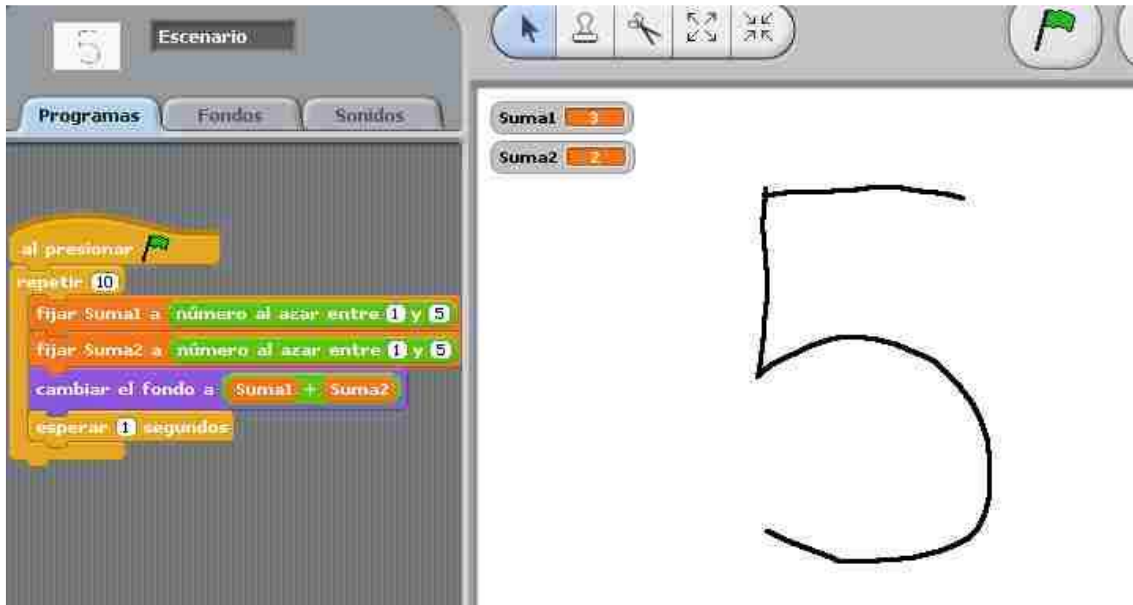 Escenario
Programas Fondos Sonidos
al presionar
repetir 10
fijar Suma1 a número al azar entre 1 y 5
fijar Suma2 a número al azar entre 1 y 5
cambiar el fondo a Suma1 + Suma2
esperar 1 segundos
Suma1 3
Suma2 2
5